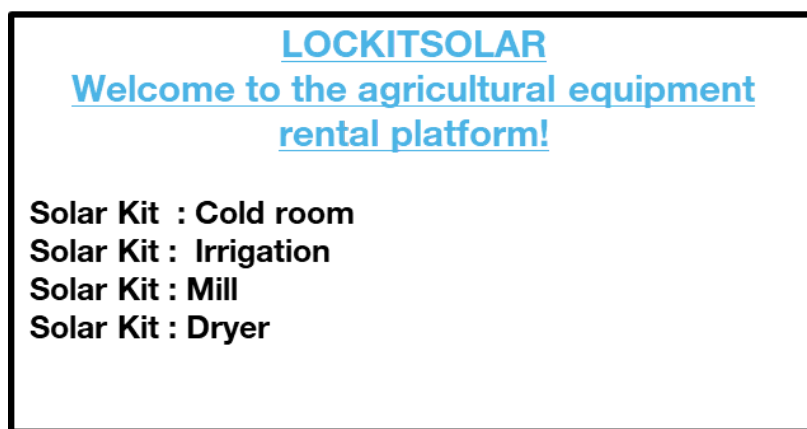 LOCKITSOLAR
Welcome to the agricultural equipment
rental platform!
Solar Kit  : Cold room
Solar Kit :  Irrigation
Solar Kit : Mill
Solar Kit : Dryer